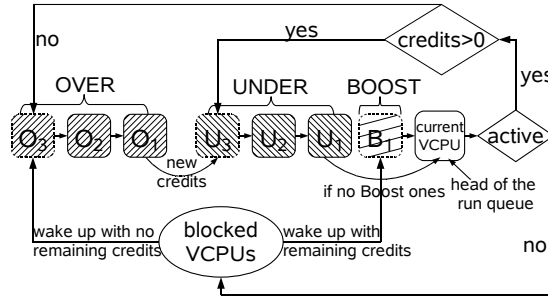 no
yes
credits>0
OVER
UNDER
BOOST
yes
O3
O2
O1
U3
U2
U1
B1
current
VCPU
active
new
credits
if no Boost ones
head of the
run queue
wake up with no
remaining credits
blocked
VCPUs
wake up with
remaining credits
no